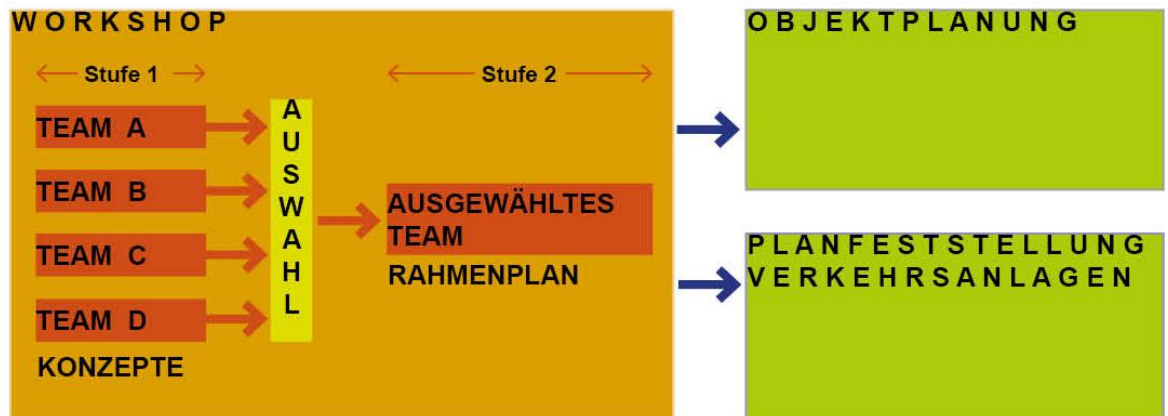 WORKSHOP
Stufe 1
TEAM A
TEAM B
TEAM C
TEAM D
KONZEPTE
AUSWAHL
Stufe 2
AUSGEWÄHLTES
TEAM
RAHMENPLAN
OBJEKTPLANUNG
PLANFESTSTELLUNG
VERKEHRSANLAGEN